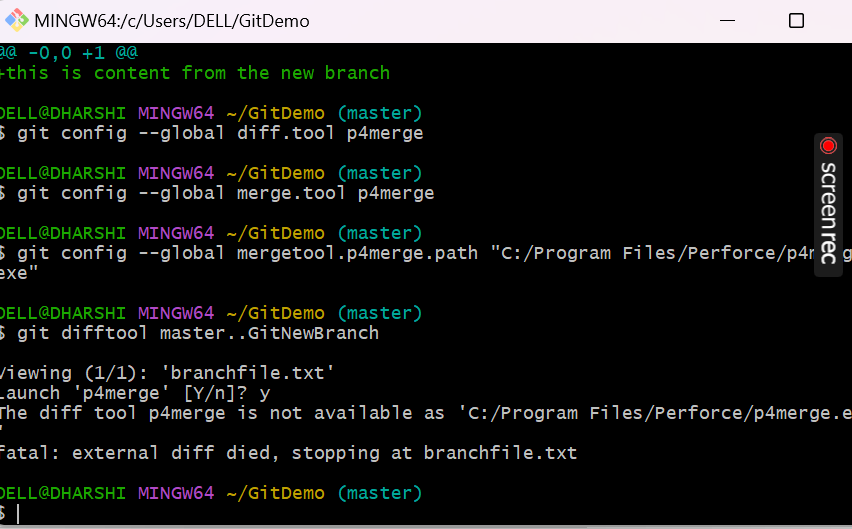 MINGW64:/c/Users/DELL/GitDemo
@@ -0,0 +1 @@
+this is content from the new branch
DELL@DHARSHI MINGW64 ~/GitDemo (master)
$ git config --global diff.tool p4merge
DELL@DHARSHI MINGW64 ~/GitDemo (master)
$ git config --global merge.tool p4merge
DELL@DHARSHI MINGW64 ~/GitDemo (master)
$ git config --global mergetool.p4merge.path "C:/Program Files/Perforce/p4merg
exe"
DELL@DHARSHI MINGW64 ~/GitDemo (master)
$ git difftool master..GitNewBranch
Viewing (1/1): 'branchfile.txt'
Launch 'p4merge' [Y/n]? y
The diff tool p4merge is not available as 'C:/Program Files/Perforce/p4merge.e
'
fatal: external diff died, stopping at branchfile.txt
DELL@DHARSHI MINGW64 ~/GitDemo (master)
$
screenrec